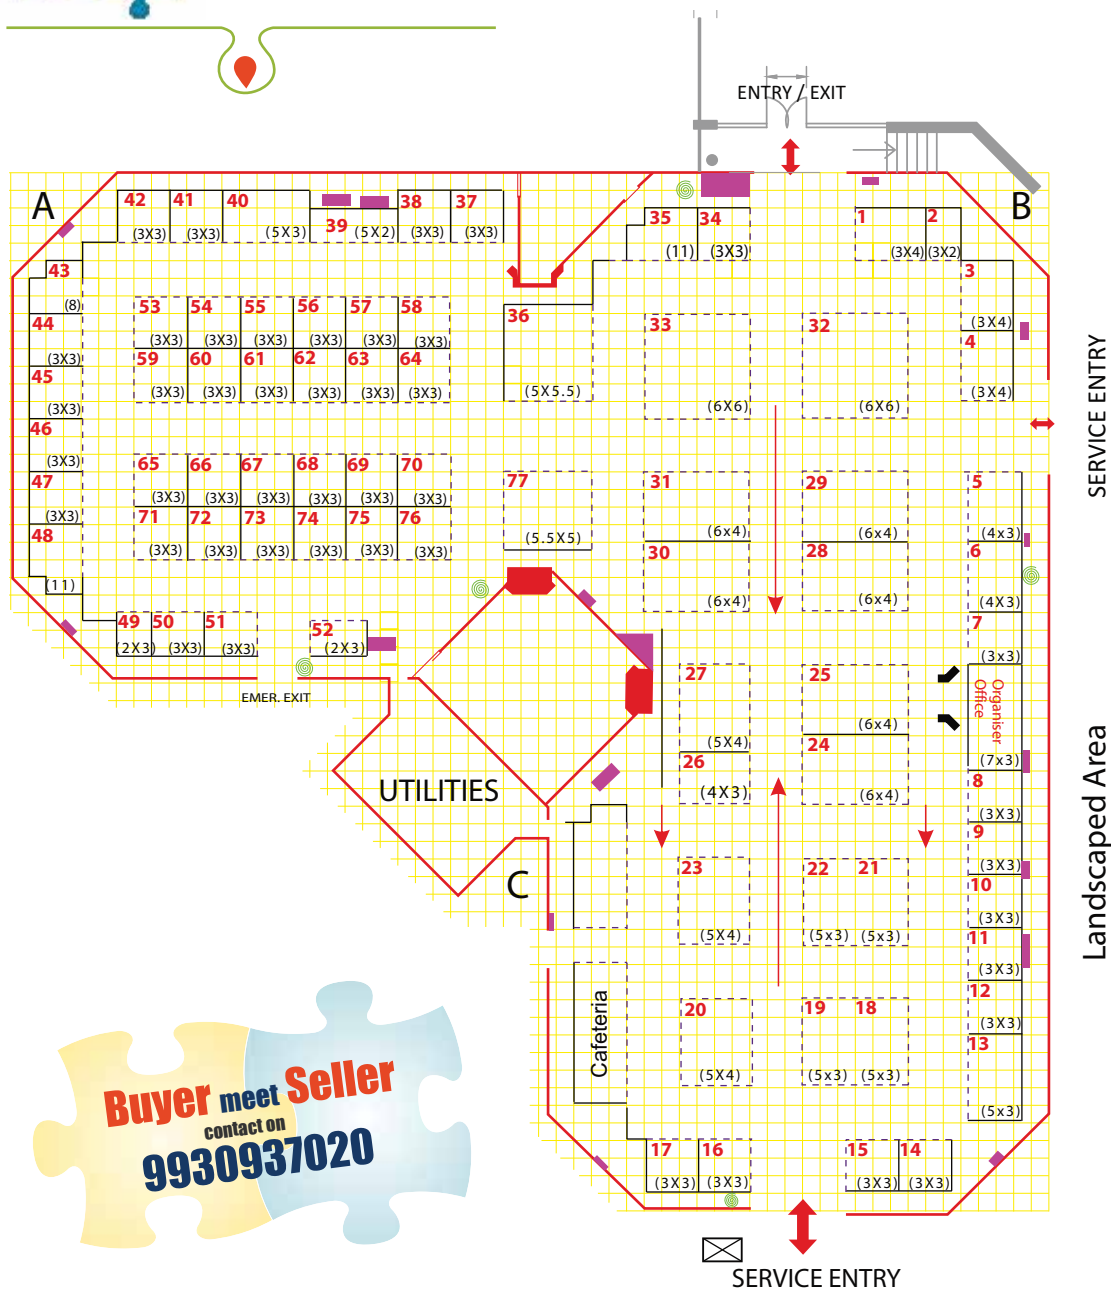 ENTRY / EXIT
A
B
42 41 40 38 37
39
(3X3) (3X3) (5X3) (5X2) (3X3) (3X3)
35 34
(11) (3X3)
1 2
(3X4) (3X2)
43
(8)
3
(3X4)
44
(3X3)
4
(3X4)
45
(3X3)
46
(3X3)
47
(3X3)
48
(11)
53 54 55 56 57 58
(3X3) (3X3) (3X3) (3X3) (3X3) (3X3)
59 60 61 62 63 64
(3X3) (3X3) (3X3) (3X3) (3X3) (3X3)
36
(5X5.5)
33
(6X6)
32
(6X6)
SERVICE ENTRY
65 66 67 68 69 70
(3X3) (3X3) (3X3) (3X3) (3X3) (3X3)
71 72 73 74 75 76
(3X3) (3X3) (3X3) (3X3) (3X3) (3X3)
77
(5.5X5)
31
(6x4)
30
(6x4)
29
(6x4)
28
(6x4)
5
(4x3)
6
(4X3)
7
(3x3)
49 50 51
(2X3) (3X3) (3X3)
52
(2X3)
EMER. EXIT
27
(5X4)
26
(4X3)
25
(6x4)
24
(6x4)
Organiser
Office
(7x3)
Landscaped Area
UTILITIES
8
(3X3)
9
(3X3)
10
(3X3)
11
(3X3)
12
(3X3)
13
(5x3)
C
23
(5X4)
22 21
(5x3) (5x3)
Cafeteria
20
(5X4)
19 18
(5x3) (5x3)
17 16
(3X3) (3X3)
15 14
(3X3) (3X3)
SERVICE ENTRY
Buyer meet Seller
contact on
9930937020